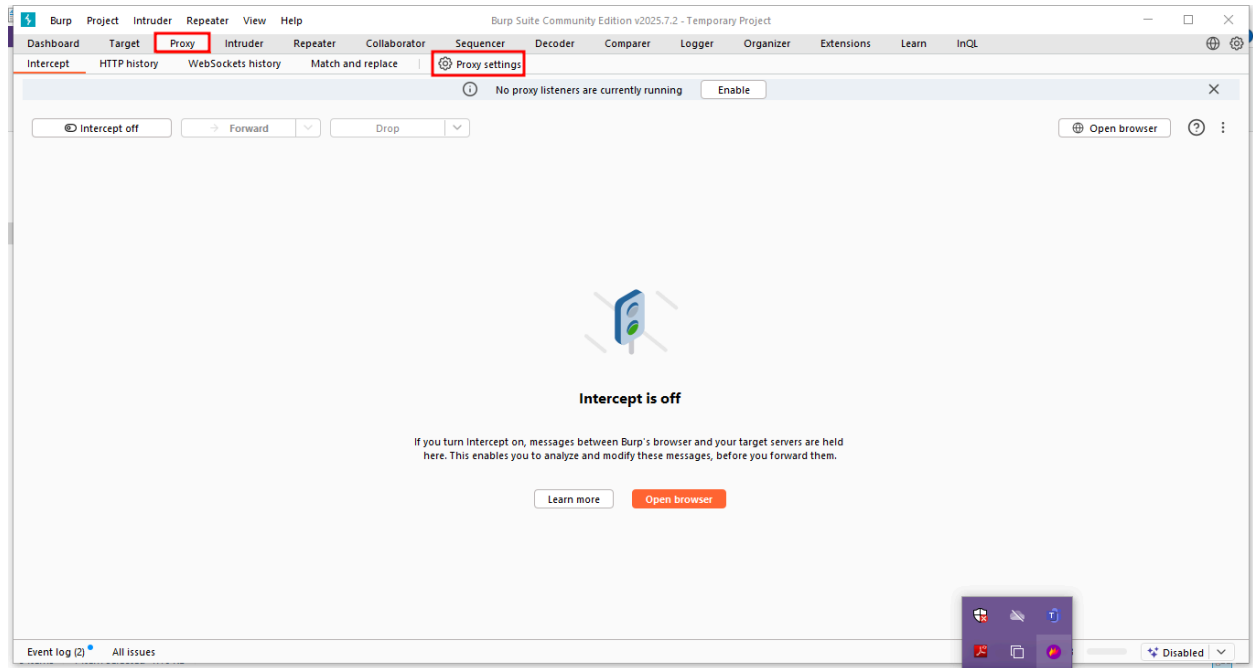 Burp Project Intruder Repeater View Help Burp Suite Community Edition v2025.7.2 - Temporary Project
Dashboard Target Proxy Intruder Repeater Collaborator Sequencer Decoder Comparer Logger Organizer Extensions Learn InQL
Intercept HTTP history WebSockets history Match and replace Proxy settings
No proxy listeners are currently running Enable
Intercept off Forward Drop Open browser
Intercept is off
If you turn Intercept on, messages between Burp's browser and your target servers are held
here. This enables you to analyze and modify these messages, before you forward them.
Learn more Open browser
Event log (2) All issues Disabled